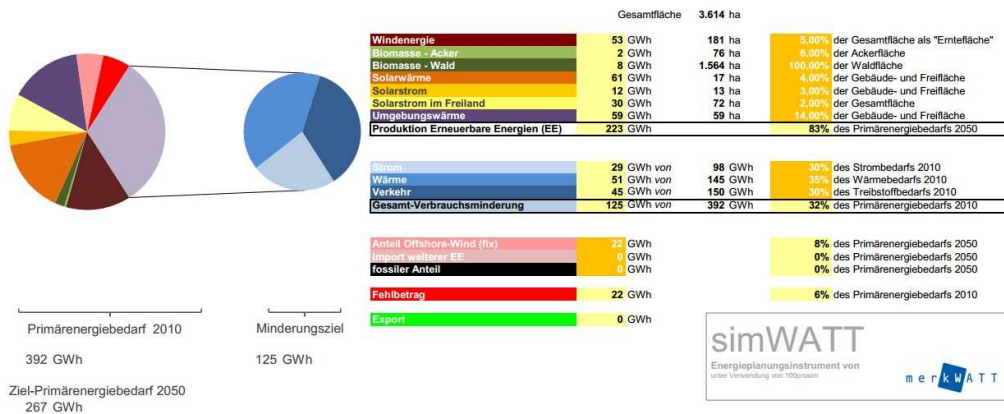 Gesamtfläche 3.614 ha
Windenergie 53 GWh 181 ha 5,00% der Gesamtfläche als "Erntefläche"
Biomasse - Acker 2 GWh 76 ha 6,00% der Ackerfläche
Biomasse - Wald 8 GWh 1.564 ha 100,00% der Waldfläche
Solarwärme 61 GWh 17 ha 4,00% der Gebäude- und Freifläche
Solarstrom 12 GWh 13 ha 3,00% der Gebäude- und Freifläche
Solarstrom im Freiland 30 GWh 72 ha 2,00% der Gesamtfläche
Umgebungswärme 59 GWh 59 ha 14,00% der Gebäude- und Freifläche
Produktion Erneuerbare Energien (EE) 223 GWh 83% des Primärenergiebedarfs 2050
Strom 29 GWh von 98 GWh 30% des Strombedarfs 2010
Wärme 51 GWh von 145 GWh 35% des Wärmebedarfs 2010
Verkehr 45 GWh von 150 GWh 30% des Treibstoffbedarfs 2010
Gesamt-Verbrauchsminderung 125 GWh von 392 GWh 32% des Primärenergiebedarfs 2010
Anteil Offshore-Wind (fix) 22 GWh 8% des Primärenergiebedarfs 2050
Import weiterer EE 0 GWh 0% des Primärenergiebedarfs 2050
fossiler Anteil 0 GWh 0% des Primärenergiebedarfs 2050
Fehlbetrag 22 GWh 6% des Primärenergiebedarfs 2010
Export 0 GWh
Primärenergiebedarf 2010
392 GWh
Minderungsziel
125 GWh
Ziel-Primärenergiebedarf 2050
267 GWh
simWATT
Energieplanungsinstrument von
unter Verwendung von 100prosim
merkWATT